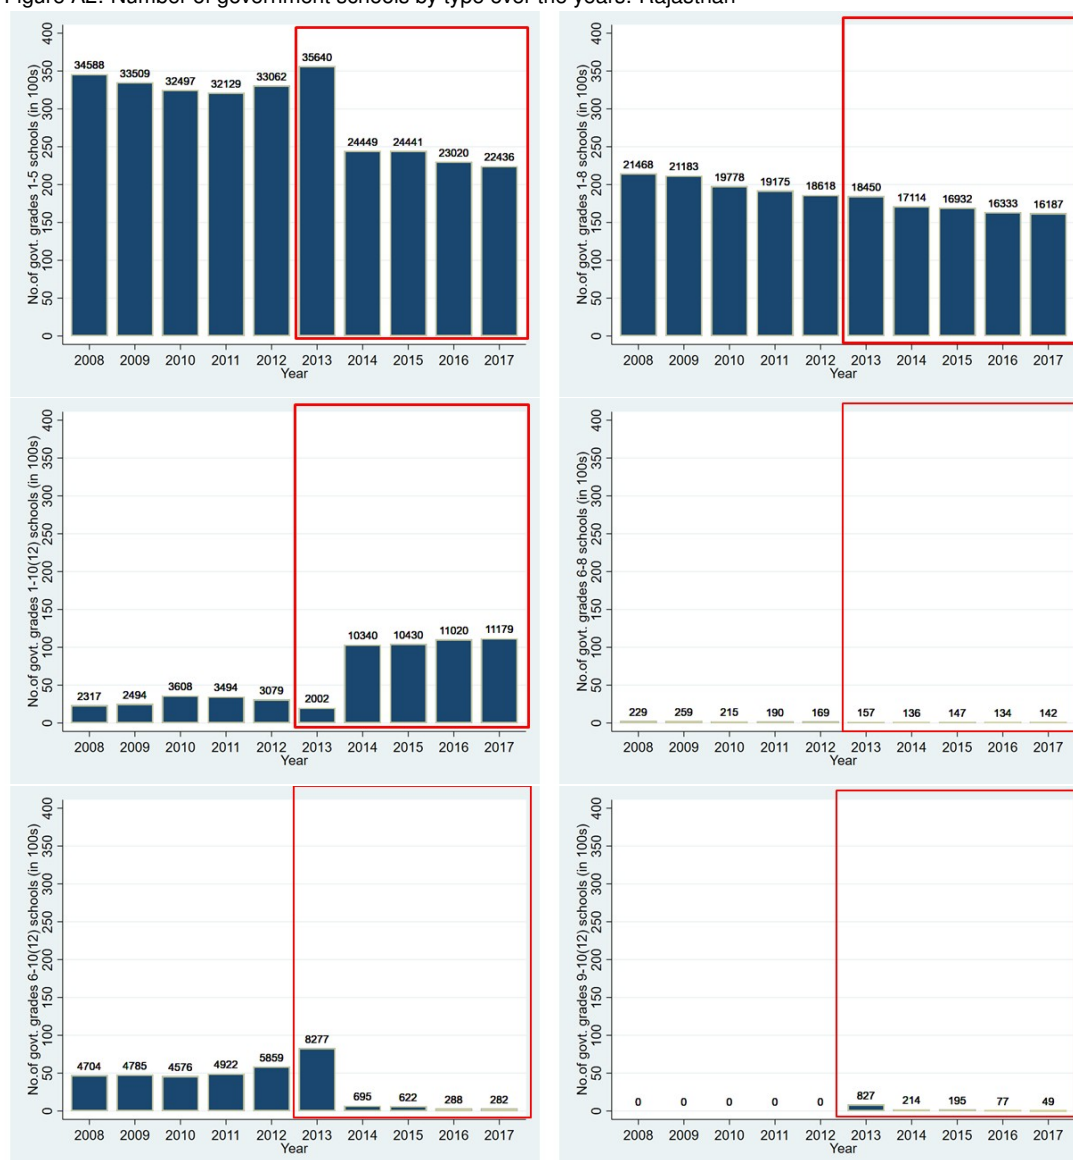 Figure A2: Number of government schools by type over the years: Rajasthan
No.of govt. grades 1-5 schools (in 100s)
400
350
300
250
200
150
100
50
0
34588 33509 32497 32129 33062 35640 24449 24441 23020 22436
2008 2009 2010 2011 2012 2013 2014 2015 2016 2017
Year
No.of govt. grades 1-8 schools (in 100s)
400
350
300
250
200
150
100
50
0
21468 21183 19778 19175 18618 18450 17114 16932 16333 16187
2008 2009 2010 2011 2012 2013 2014 2015 2016 2017
Year
No.of govt. grades 1-10(12) schools (in 100s)
400
350
300
250
200
150
100
50
0
2317 2494 3608 3494 3079 2002 10340 10430 11020 11179
2008 2009 2010 2011 2012 2013 2014 2015 2016 2017
Year
No.of govt. grades 6-8 schools (in 100s)
400
350
300
250
200
150
100
50
0
229 259 215 190 169 157 136 147 134 142
2008 2009 2010 2011 2012 2013 2014 2015 2016 2017
Year
No.of govt. grades 6-10(12) schools (in 100s)
400
350
300
250
200
150
100
50
0
4704 4785 4576 4922 5859 8277 695 622 288 282
2008 2009 2010 2011 2012 2013 2014 2015 2016 2017
Year
No.of govt. grades 9-10(12) schools (in 100s)
400
350
300
250
200
150
100
50
0
0 0 0 0 0 827 214 195 77 49
2008 2009 2010 2011 2012 2013 2014 2015 2016 2017
Year